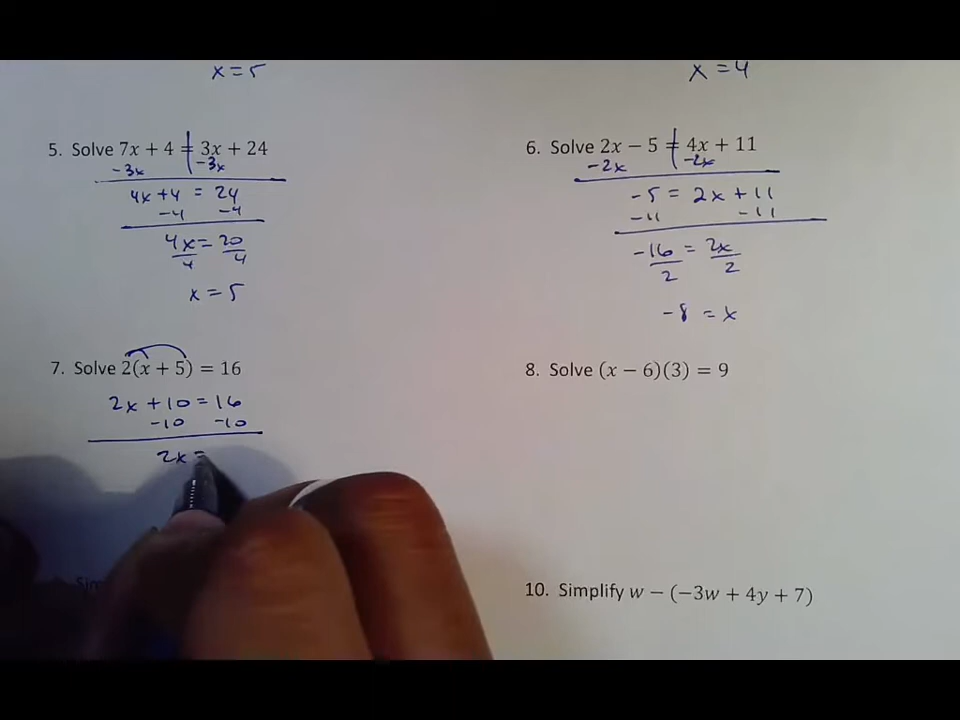 x = 5
x = 4
5. Solve 7x + 4 = 3x + 24
-3x -3x
4x + 4 = 24
-4 -4
4x = 20
4 4
x = 5
6. Solve 2x − 5 = 4x + 11
-2x -2x
-5 = 2x + 11
-11 -11
-16 = 2x
2 2
-8 = x
7. Solve 2(x + 5) = 16
2x + 10 = 16
-10 -10
2x =
8. Solve (x − 6)(3) = 9
10. Simplify w − (−3w + 4y + 7)